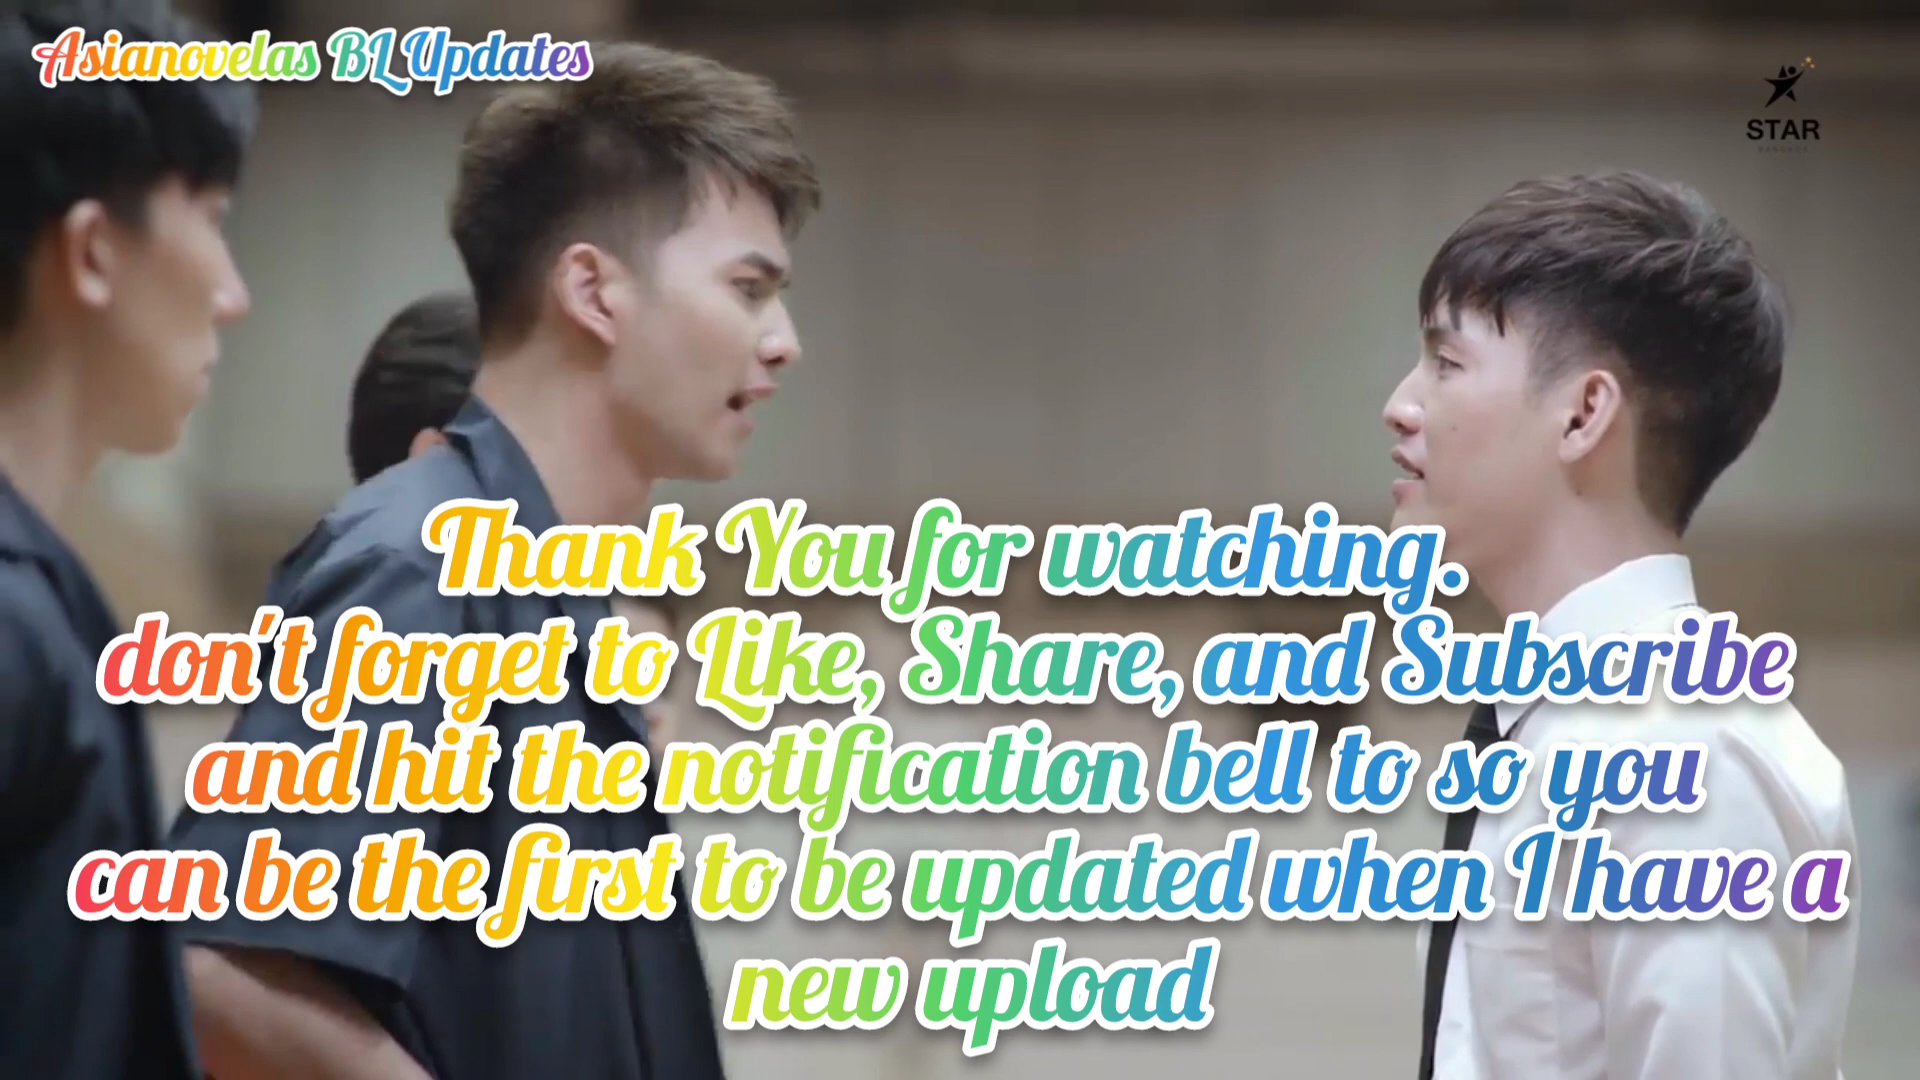 Asianovelas BL Updates
STAR
Thank You for watching.
don't forget to Like, Share, and Subscribe
and hit the notification bell to so you
can be the first to be updated when I have a
new upload